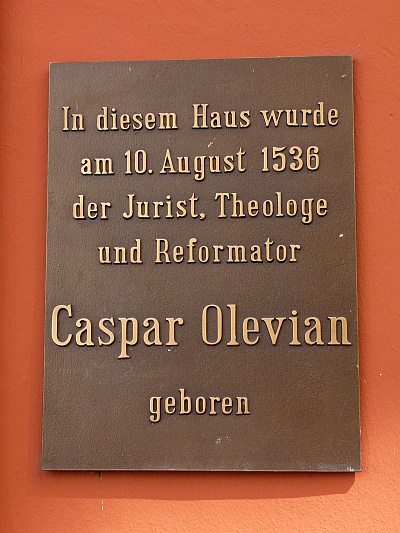 In diesem Haus wurde
am 10. August 1536
der Jurist, Theologe
und Reformator
Caspar Olevian
geboren